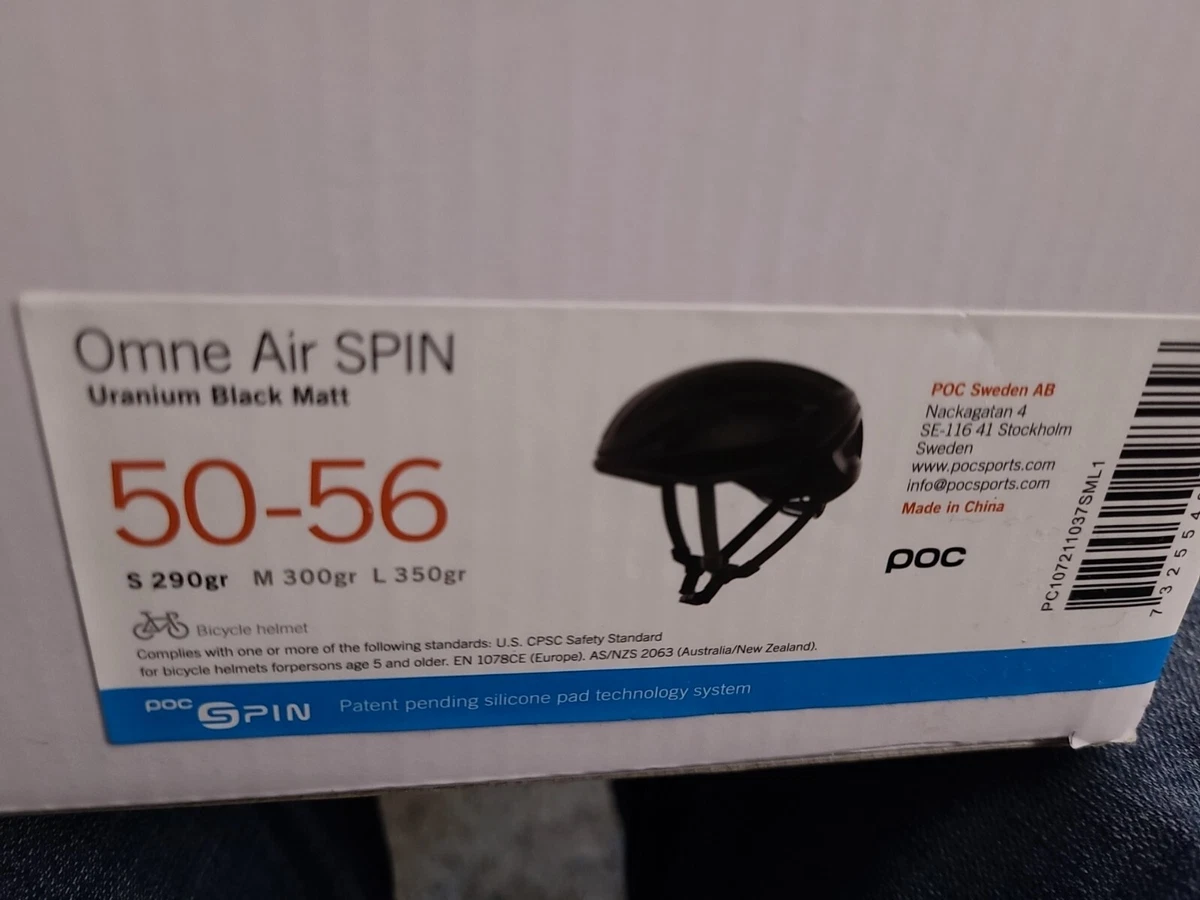 Omne Air SPIN
Uranium Black Matt
50-56
S 290gr M 300gr L 350gr
Bicycle helmet
Complies with one or more of the following standards: U.S. CPSC Safety Standard
for bicycle helmets forpersons age 5 and older. EN 1078CE (Europe). AS/NZS 2063 (Australia/New Zealand).
poc SPIN Patent pending silicone pad technology system
POC Sweden AB
Nackagatan 4
SE-116 41 Stockholm
Sweden
www.pocsports.com
info@pocsports.com
Made in China
poc
PC107211037SML1
7 32554